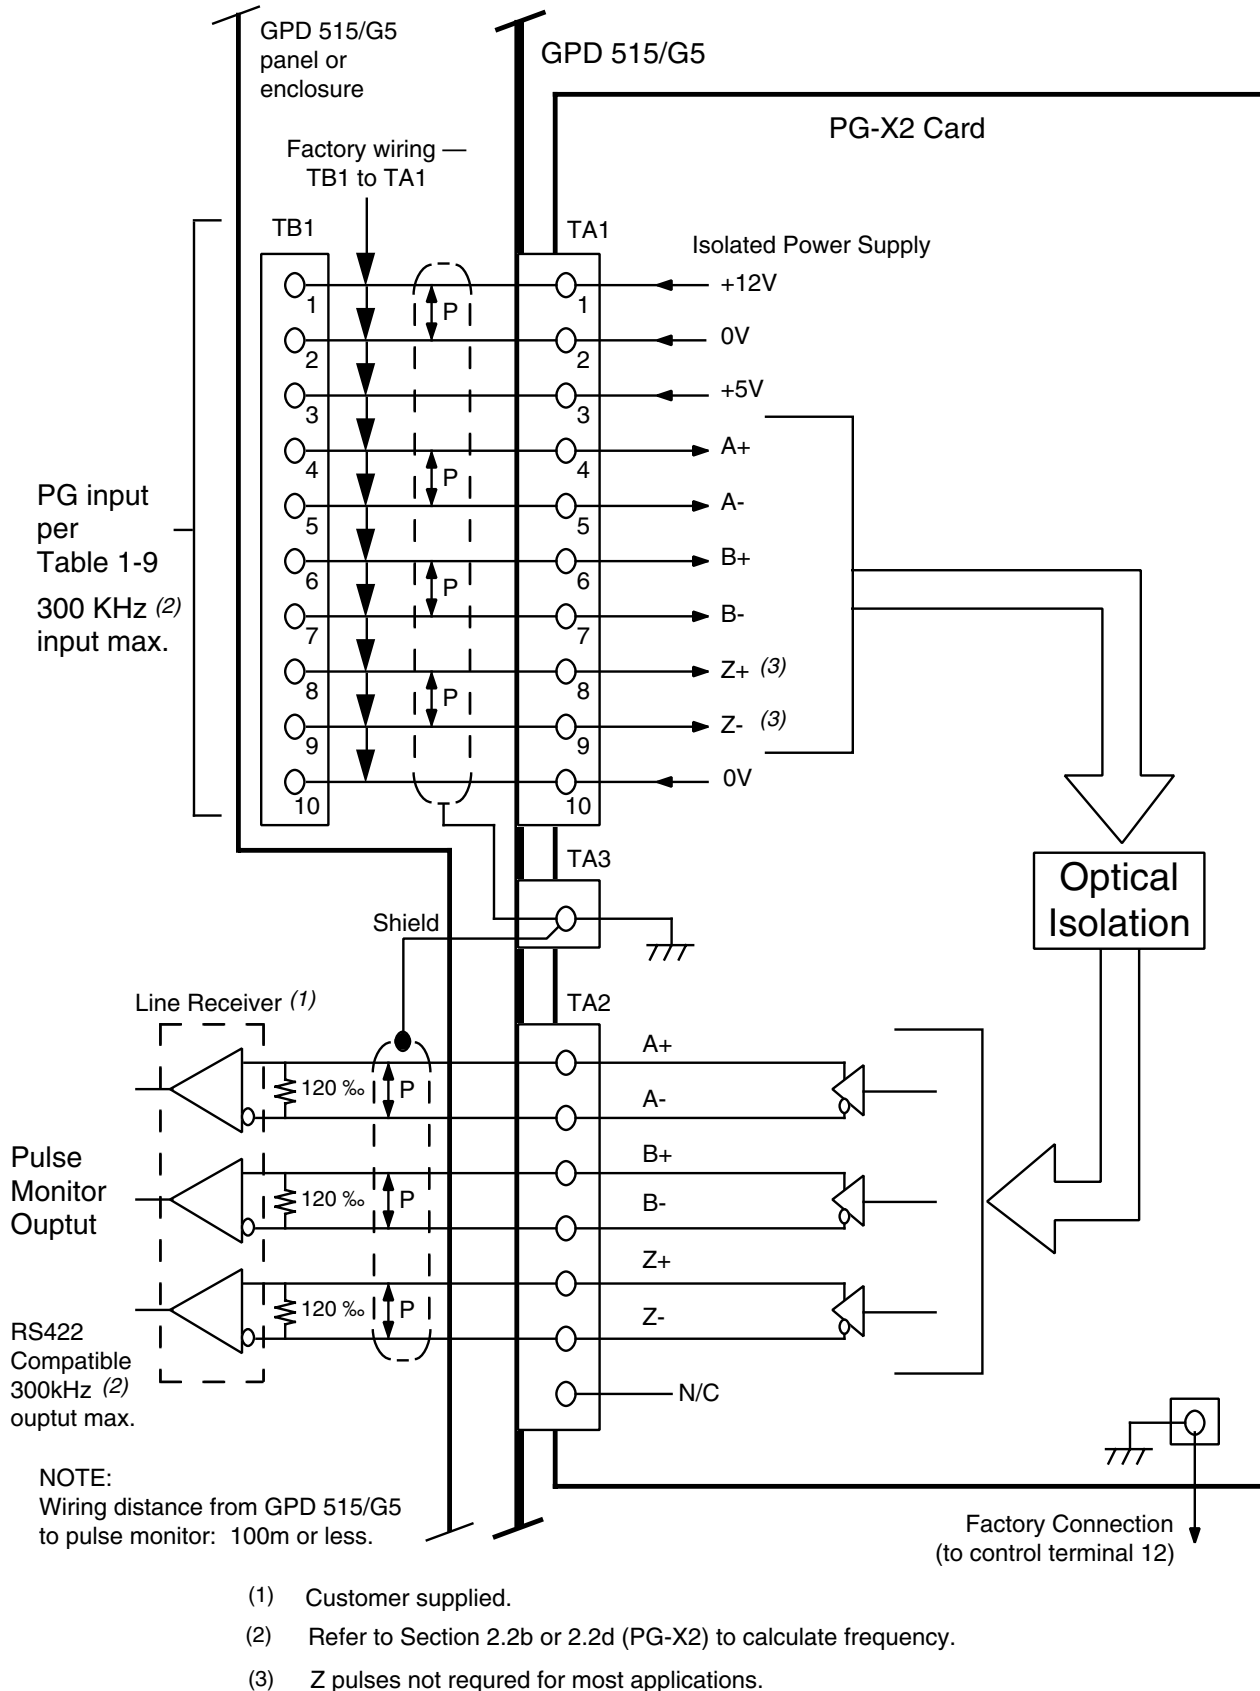 GPD 515/G5
panel or
enclosure
GPD 515/G5
PG-X2 Card
Factory wiring —
TB1 to TA1
TB1
TA1
Isolated Power Supply
1
P
1
+12V
2
2
0V
3
3
+5V
4
P
4
A+
5
5
A-
6
P
6
B+
7
7
B-
8
P
8
Z+ (3)
9
9
Z- (3)
10
10
0V
PG input
per
Table 1-9
300 KHz (2)
input max.
TA3
Optical
Isolation
Shield
Line Receiver (1)
TA2
A+
120 ‰
P
A-
B+
120 ‰
P
B-
Z+
120 ‰
P
Z-
N/C
Pulse
Monitor
Ouptut
RS422
Compatible
300kHz (2)
ouptut max.
NOTE:
Wiring distance from GPD 515/G5
to pulse monitor: 100m or less.
Factory Connection
(to control terminal 12)
(1) Customer supplied.
(2) Refer to Section 2.2b or 2.2d (PG-X2) to calculate frequency.
(3) Z pulses not requred for most applications.